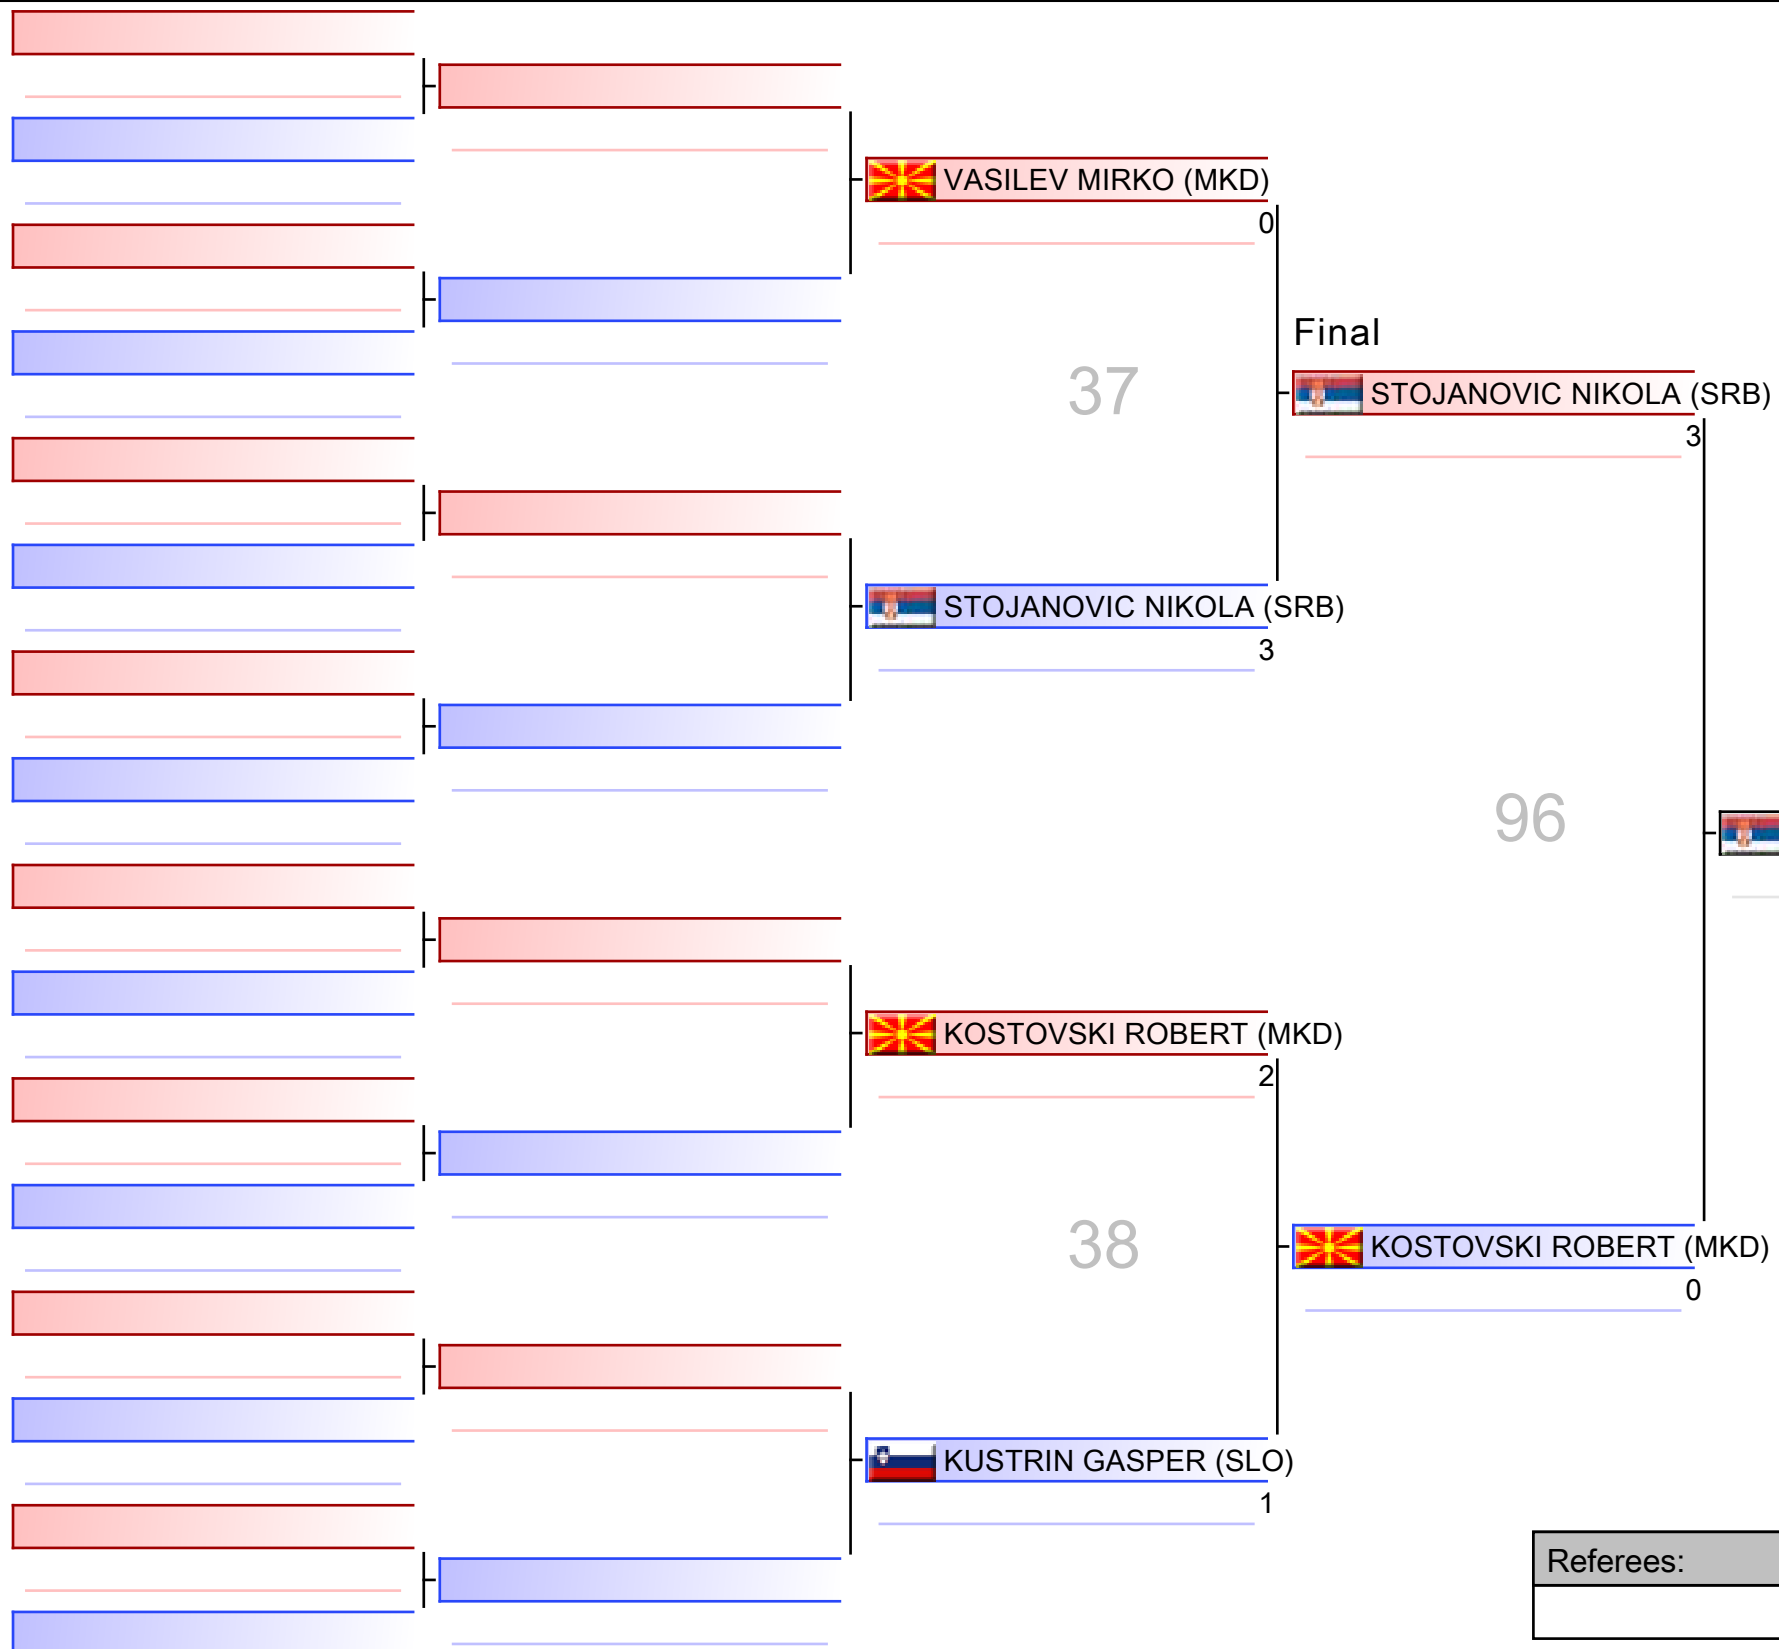 VASILEV MIRKO (MKD)
0
37
Final
STOJANOVIC NIKOLA (SRB)
3
STOJANOVIC NIKOLA (SRB)
3
96
KOSTOVSKI ROBERT (MKD)
2
38
KOSTOVSKI ROBERT (MKD)
0
KUSTRIN GASPER (SLO)
1
Referees: